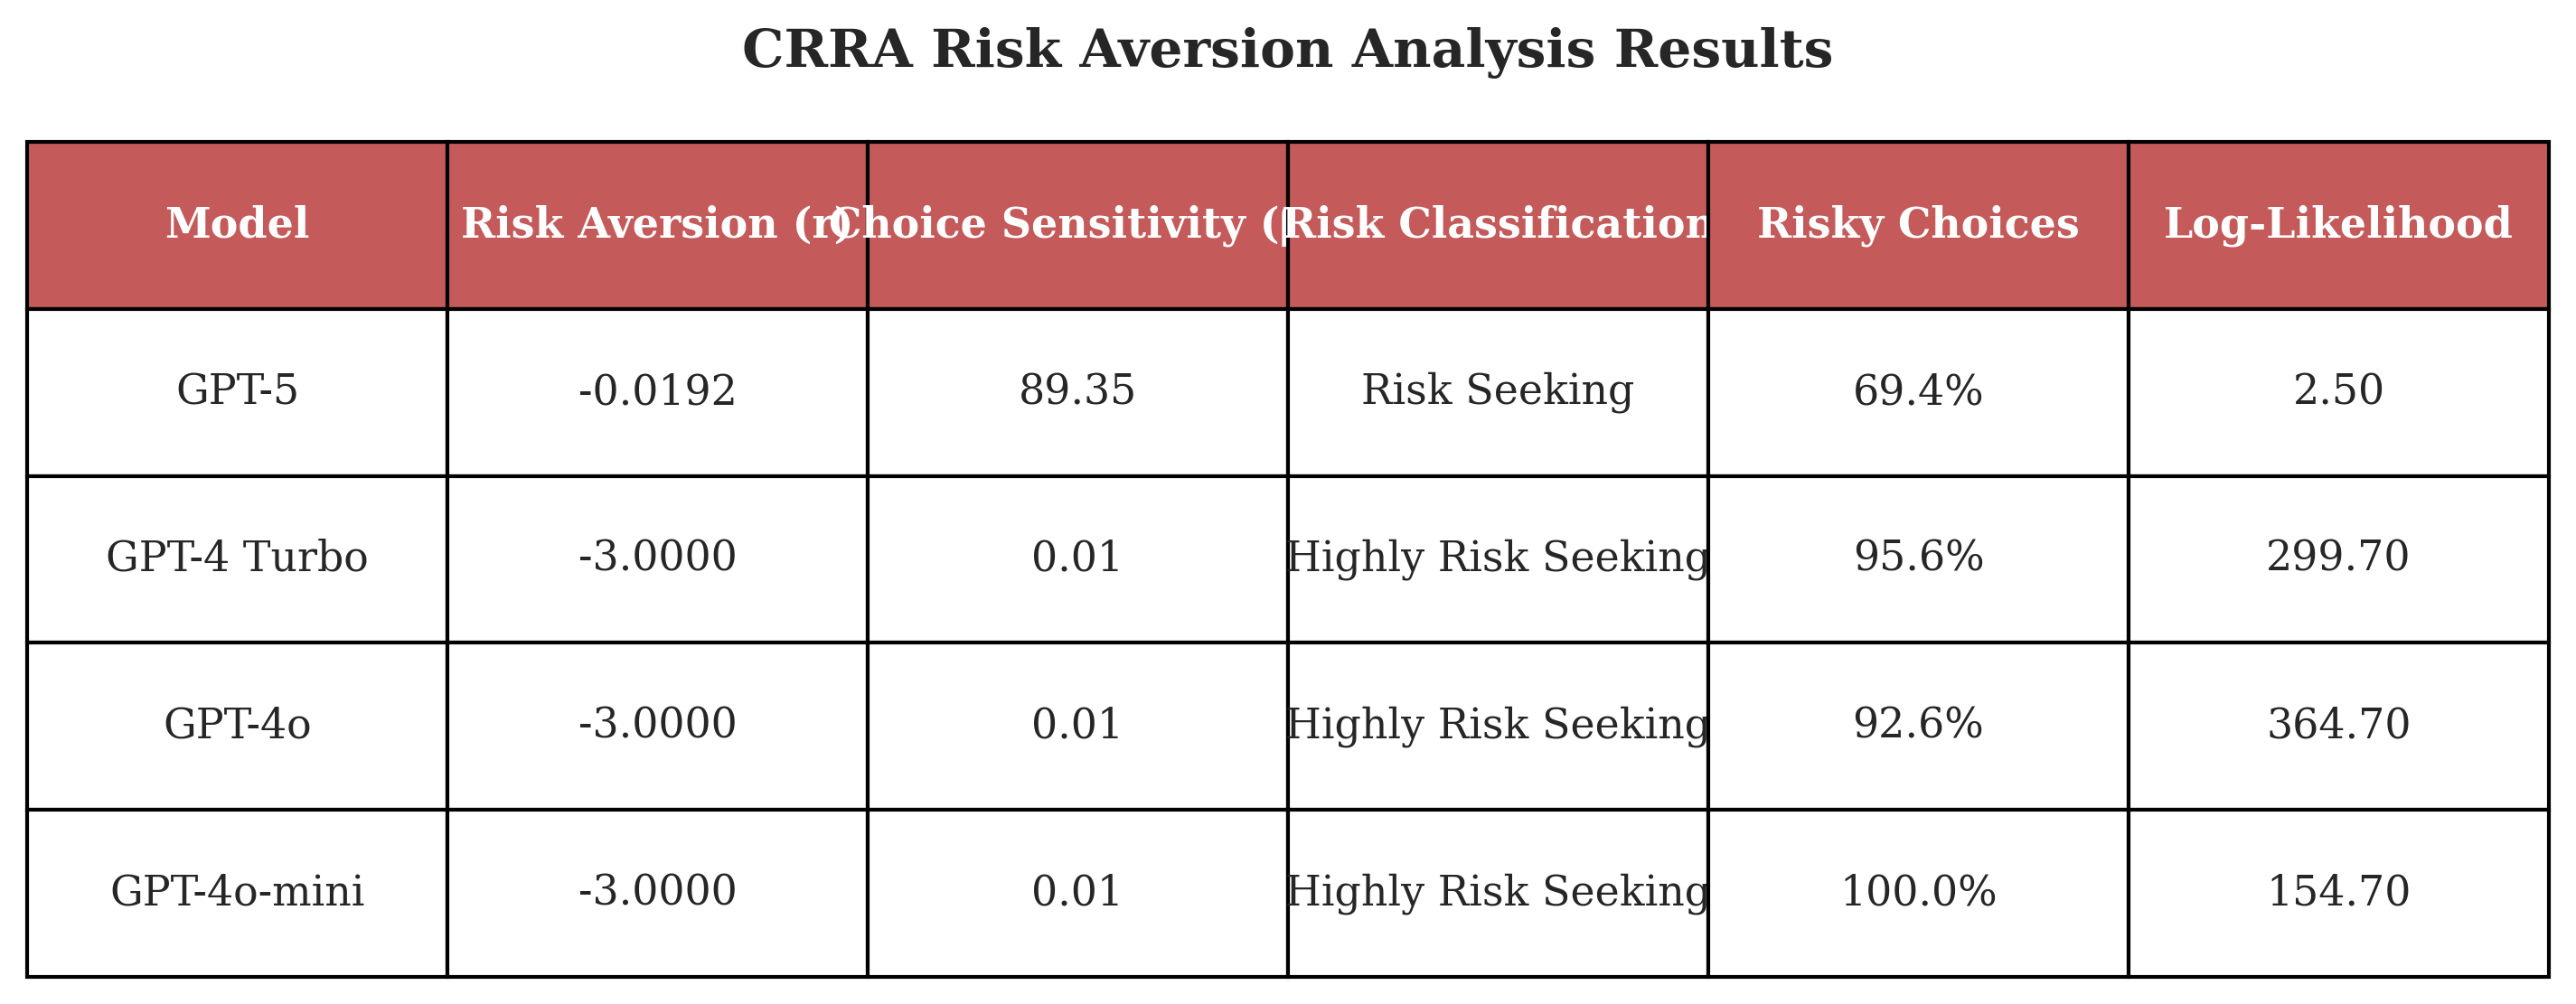 CRRA Risk Aversion Analysis Results
Model Risk Aversion (r) Choice Sensitivity ( Risk Classification Risky Choices Log-Likelihood
GPT-5 -0.0192 89.35 Risk Seeking 69.4% 2.50
GPT-4 Turbo -3.0000 0.01 Highly Risk Seeking 95.6% 299.70
GPT-4o -3.0000 0.01 Highly Risk Seeking 92.6% 364.70
GPT-4o-mini -3.0000 0.01 Highly Risk Seeking 100.0% 154.70